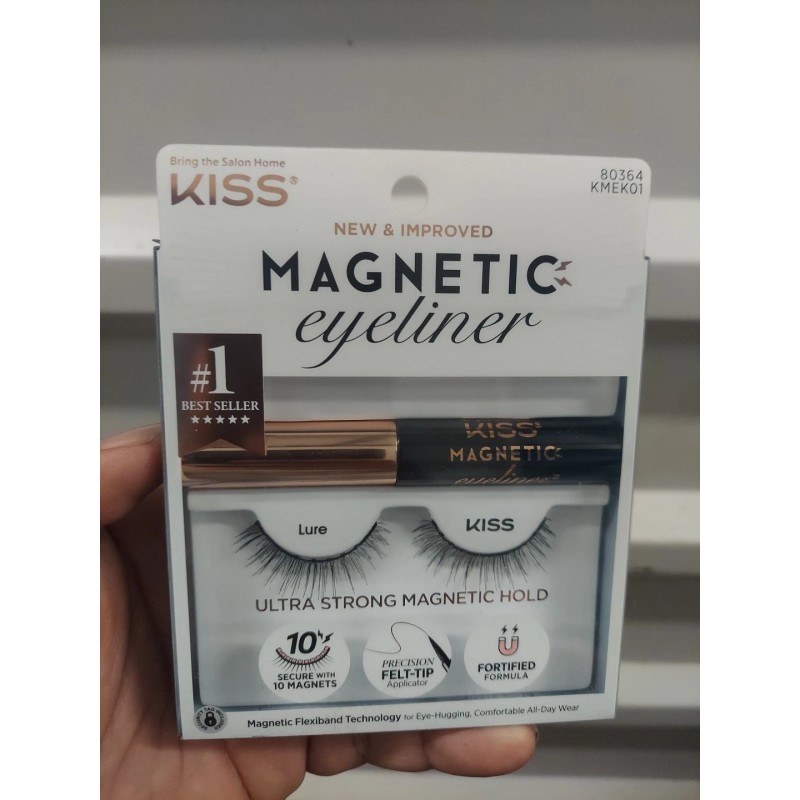 Bring the Salon Home
KISS®
80364
KMEK01
NEW & IMPROVED
MAGNETIC
eyeliner
#1
BEST SELLER
KISS
MAGNETIC
eyeliner
Lure
KISS
ULTRA STRONG MAGNETIC HOLD
10
SECURE WITH
10 MAGNETS
PRECISION
FELT-TIP
Applicator
FORTIFIED
FORMULA
Magnetic Flexiband Technology for Eye-Hugging, Comfortable All-Day Wear